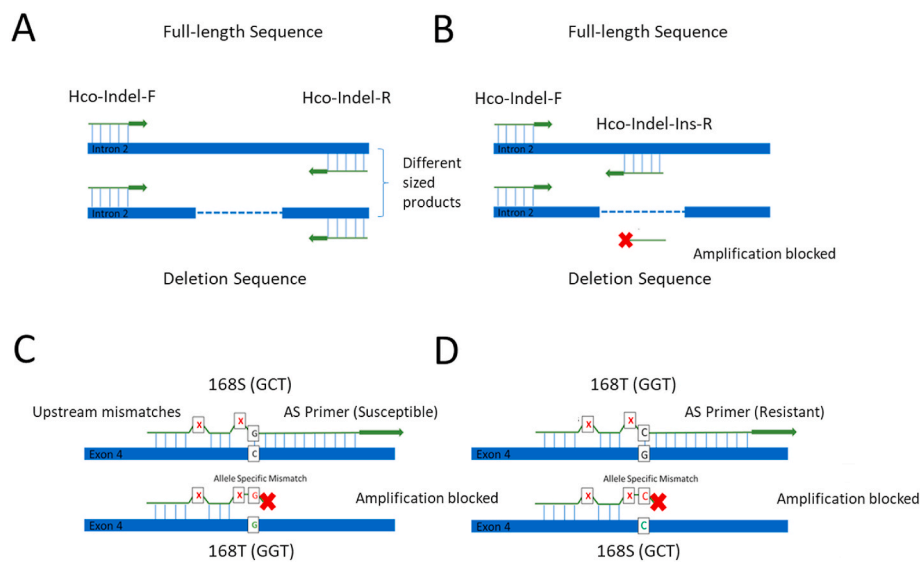 A
Full-length Sequence
Hco-Indel-F
Hco-Indel-R
Intron 2
Different
sized
products
Intron 2
Deletion Sequence
B
Full-length Sequence
Hco-Indel-F
Hco-Indel-Ins-R
Intron 2
Intron 2
Amplification blocked
Deletion Sequence
C
168S (GCT)
Upstream mismatches
AS Primer (Susceptible)
X
X
G
C
Exon 4
Allele Specific Mismatch
X
X
G
Amplification blocked
Exon 4
G
168T (GGT)
D
168T (GGT)
AS Primer (Resistant)
X
X
C
G
Exon 4
Allele Specific Mismatch
X
X
C
Amplification blocked
Exon 4
C
168S (GCT)